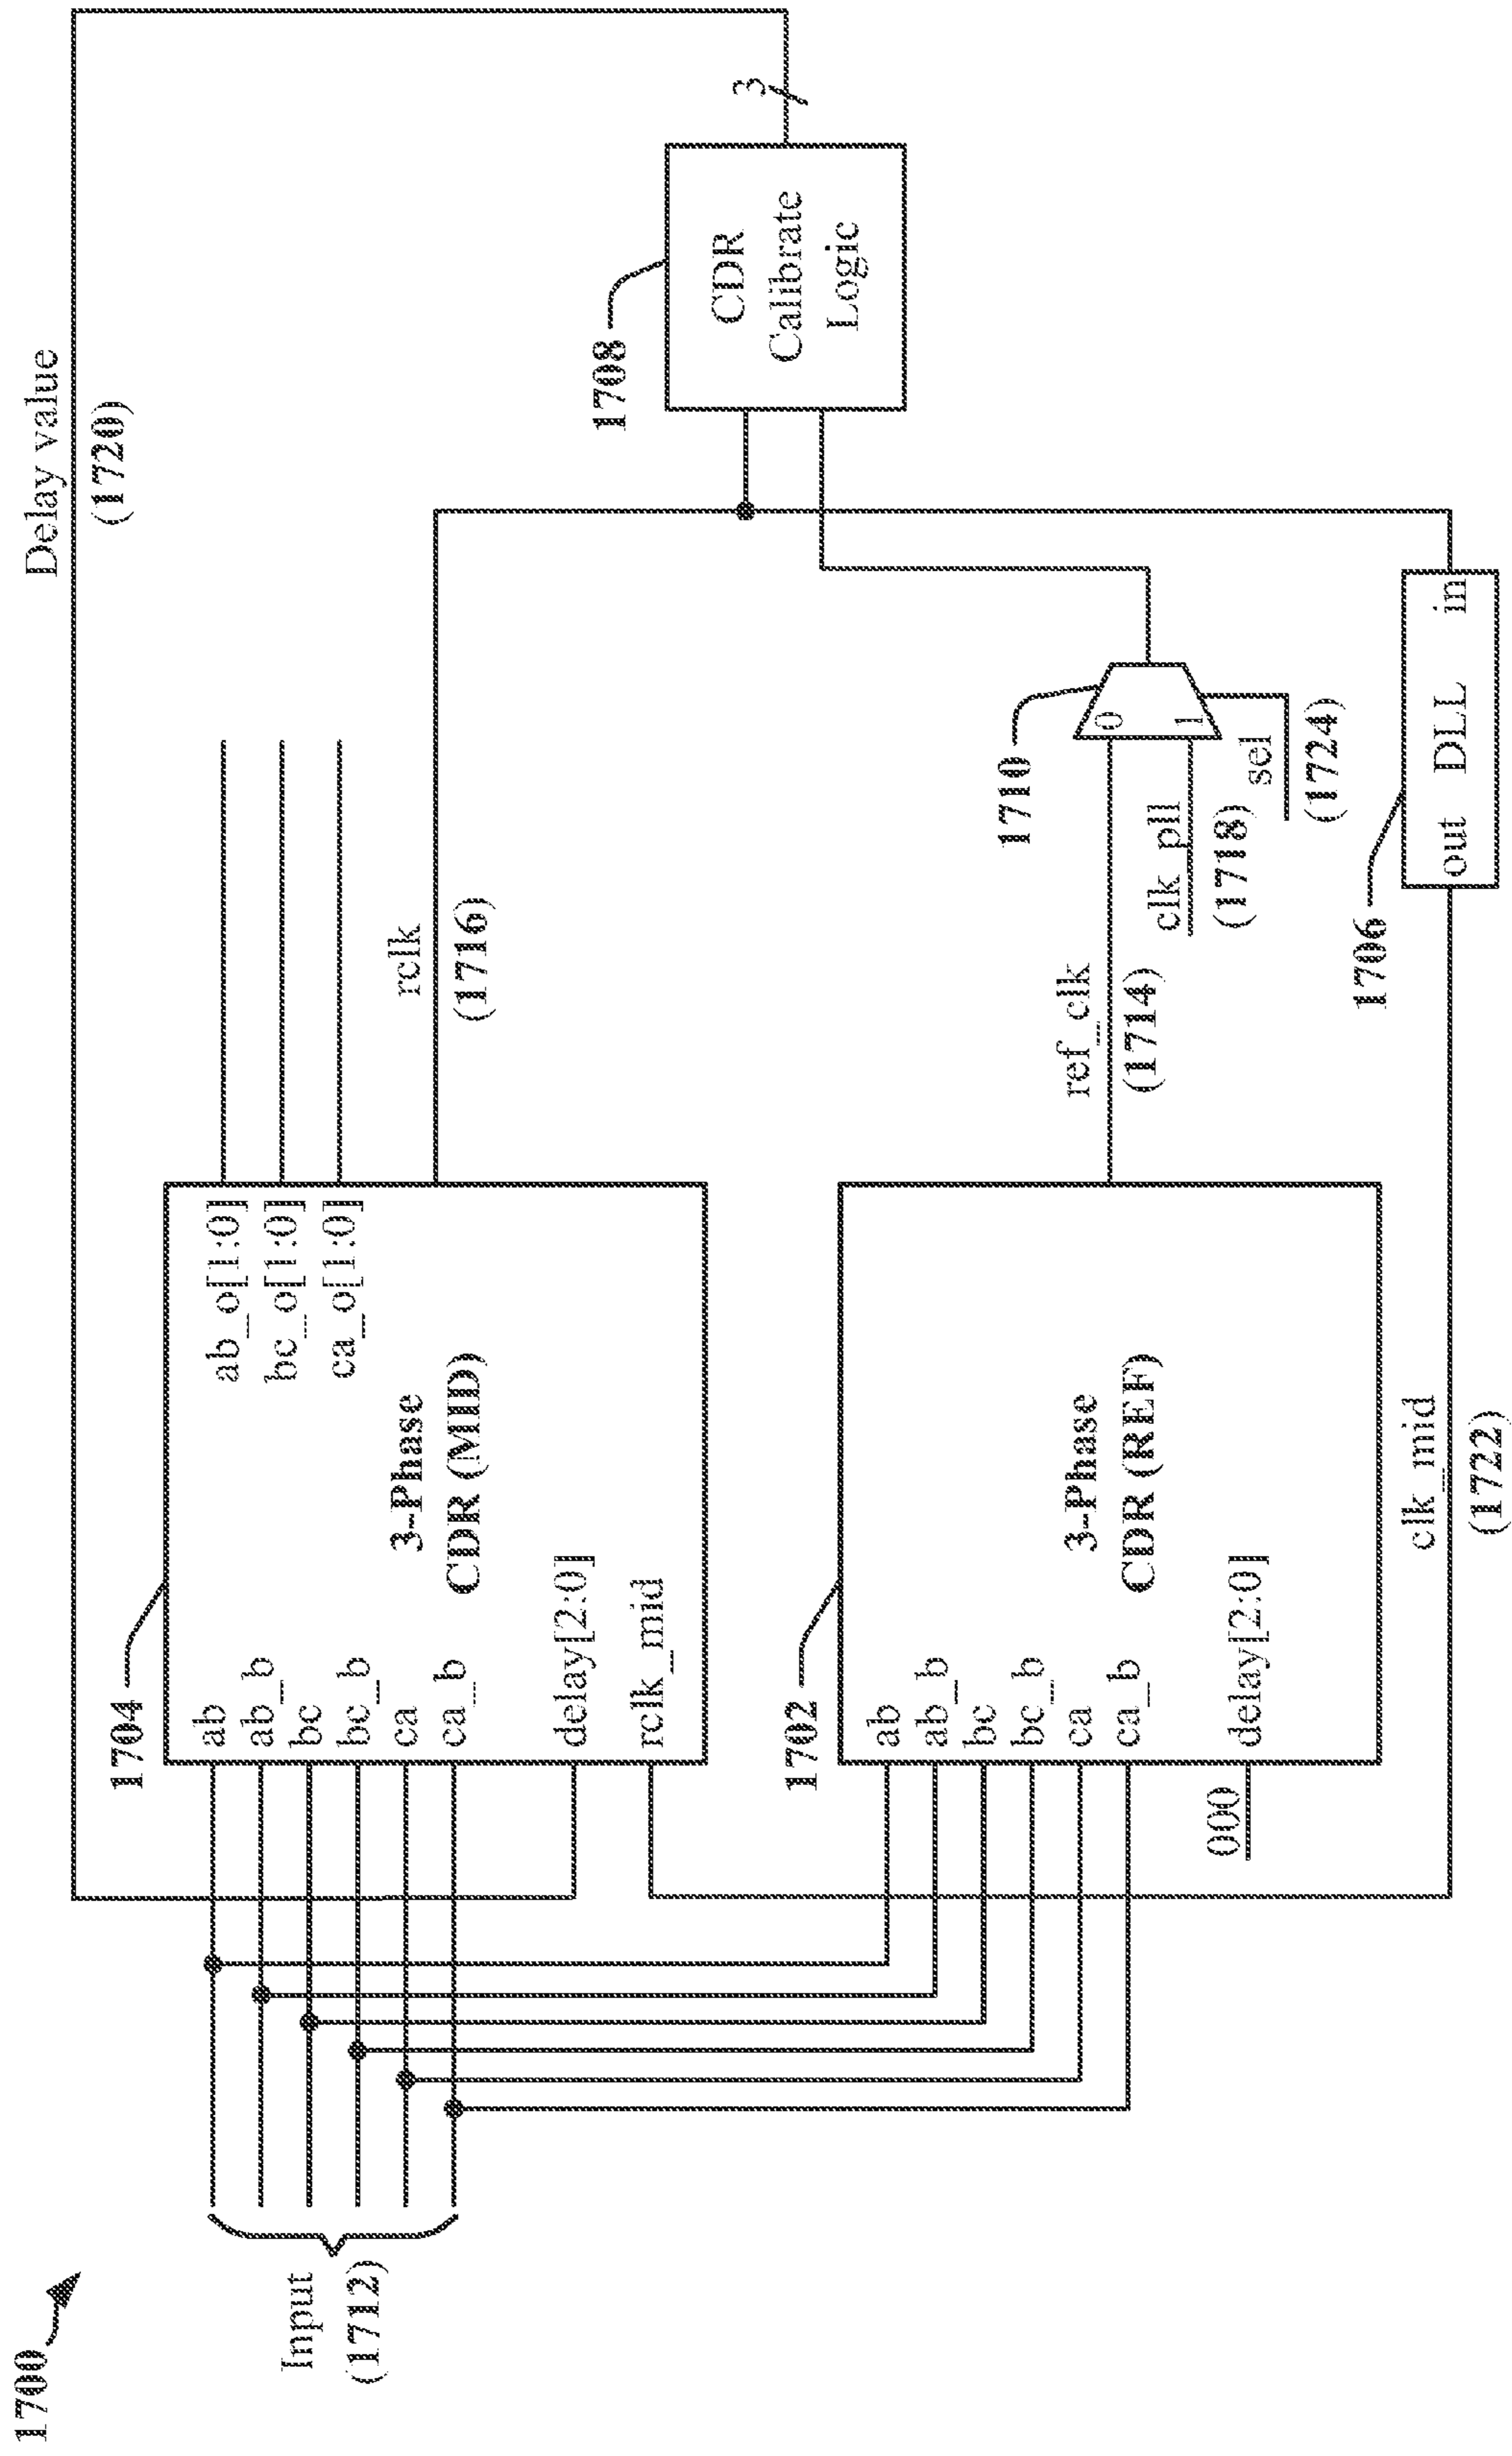 1700
Delay value
(1720)
Input
(1712)
1704
ab
ab_b
bc
bc_b
ca
ca_b
delay[2:0]
rclk_mid
3-Phase
CDR (MID)
ab_o[1:0]
bc_o[1:0]
ca_o[1:0]
rclk
(1716)
1708
CDR
Calibrate
Logic
3
1702
ab
ab_b
bc
bc_b
ca
ca_b
delay[2:0]
000
3-Phase
CDR (REF)
ref_clk
(1714)
1710
0
1
clk_pll
(1718)
sel
(1724)
1706
out DLL in
clk_mid
(1722)